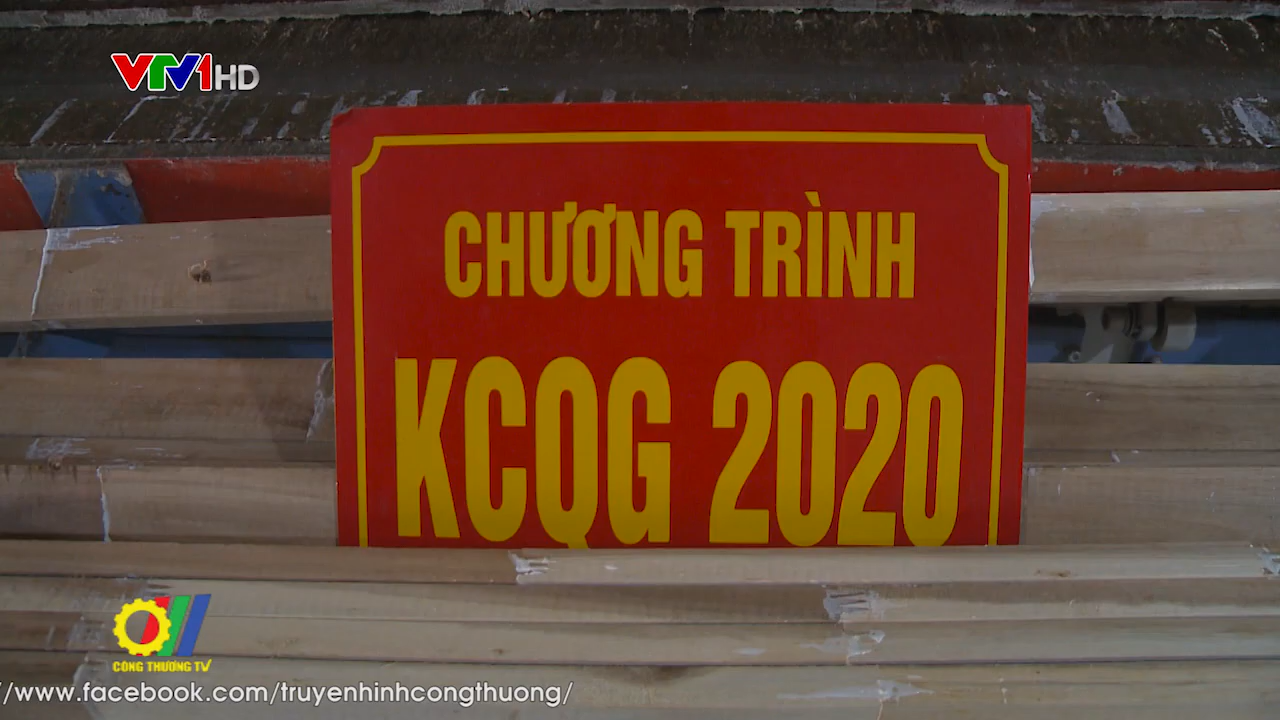 VTV1HD
CHƯƠNG TRÌNH
KCQG 2020
CÔNG THƯƠNG TV
/www.facebook.com/truyenhinhcongthuong/